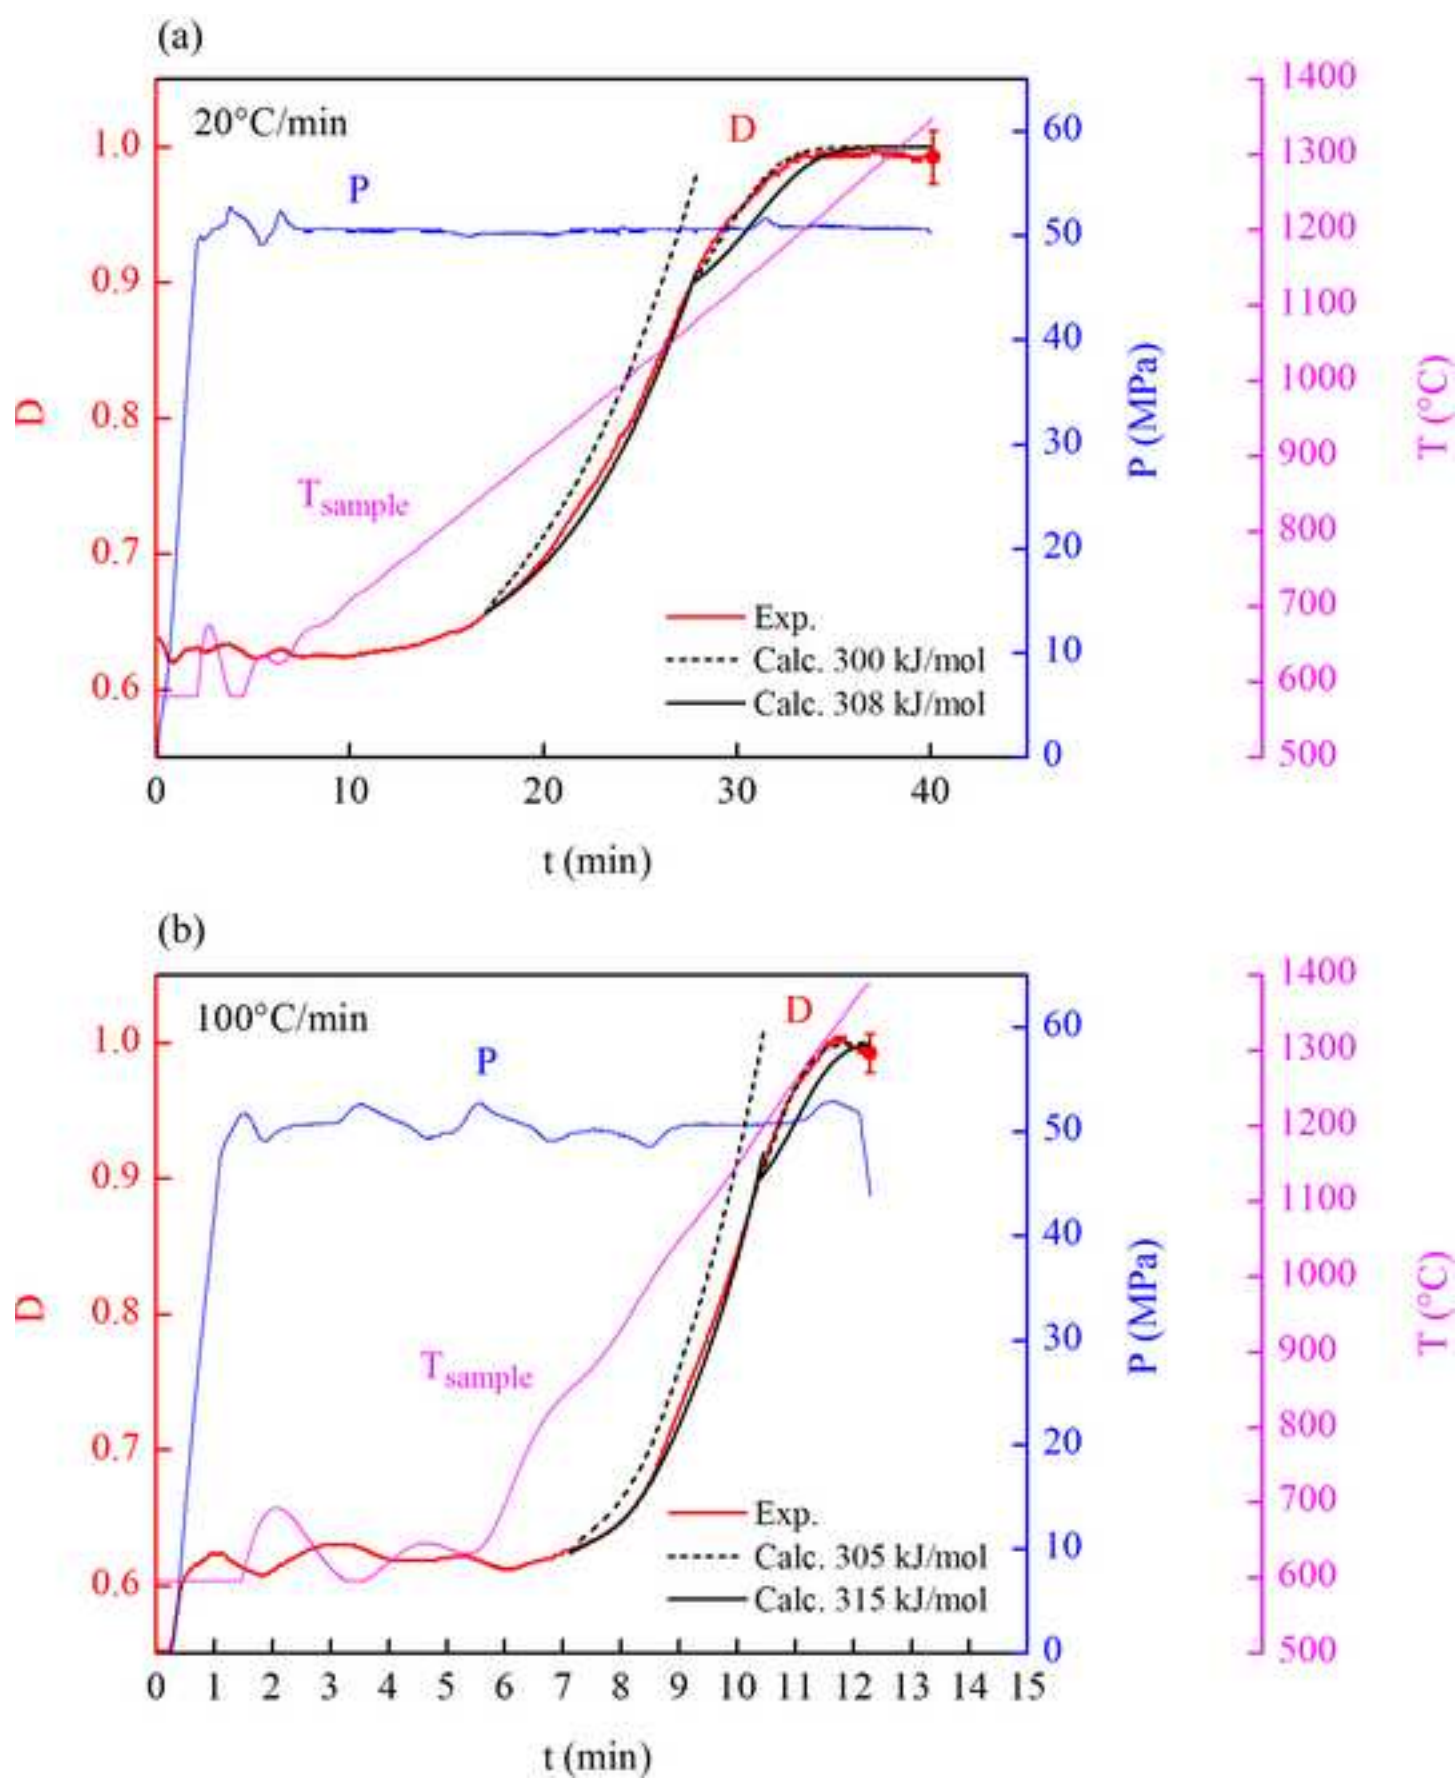 (a)
20°C/min
D
P
T_sample
Exp.
Calc. 300 kJ/mol
Calc. 308 kJ/mol
D
1.0
0.9
0.8
0.7
0.6
0 10 20 30 40
t (min)
60
50
40
30
20
10
0
P (MPa)
1400
1300
1200
1100
1000
900
800
700
600
500
T (°C)
(b)
100°C/min
D
P
T_sample
Exp.
Calc. 305 kJ/mol
Calc. 315 kJ/mol
D
1.0
0.9
0.8
0.7
0.6
0 1 2 3 4 5 6 7 8 9 10 11 12 13 14 15
t (min)
60
50
40
30
20
10
0
P (MPa)
1400
1300
1200
1100
1000
900
800
700
600
500
T (°C)